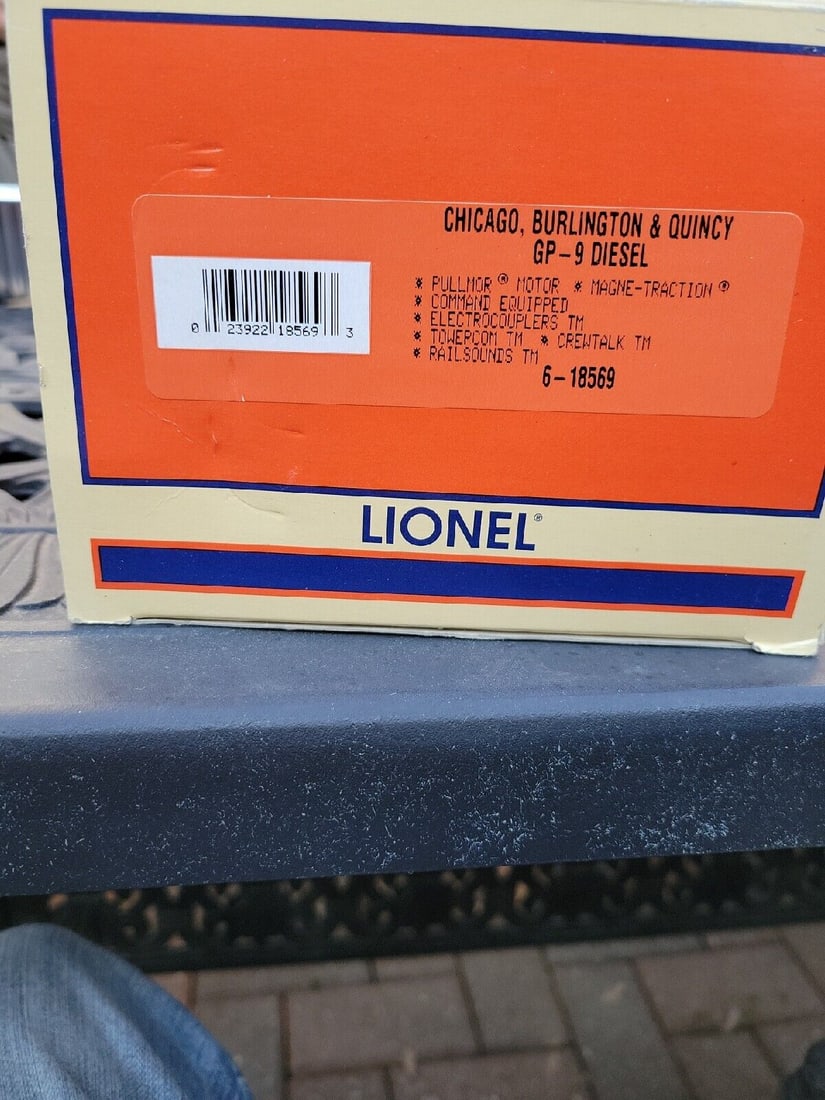 CHICAGO, BURLINGTON & QUINCY
GP-9 DIESEL
* PULLMOR ® MOTOR * MAGNE-TRACTION ®
* COMMAND EQUIPPED
* ELECTROCOUPLERS TM
* TOWERCOM TM * CREWTALK TM
* RAILSOUNDS TM
6-18569
0 23922 18569 3
LIONEL®